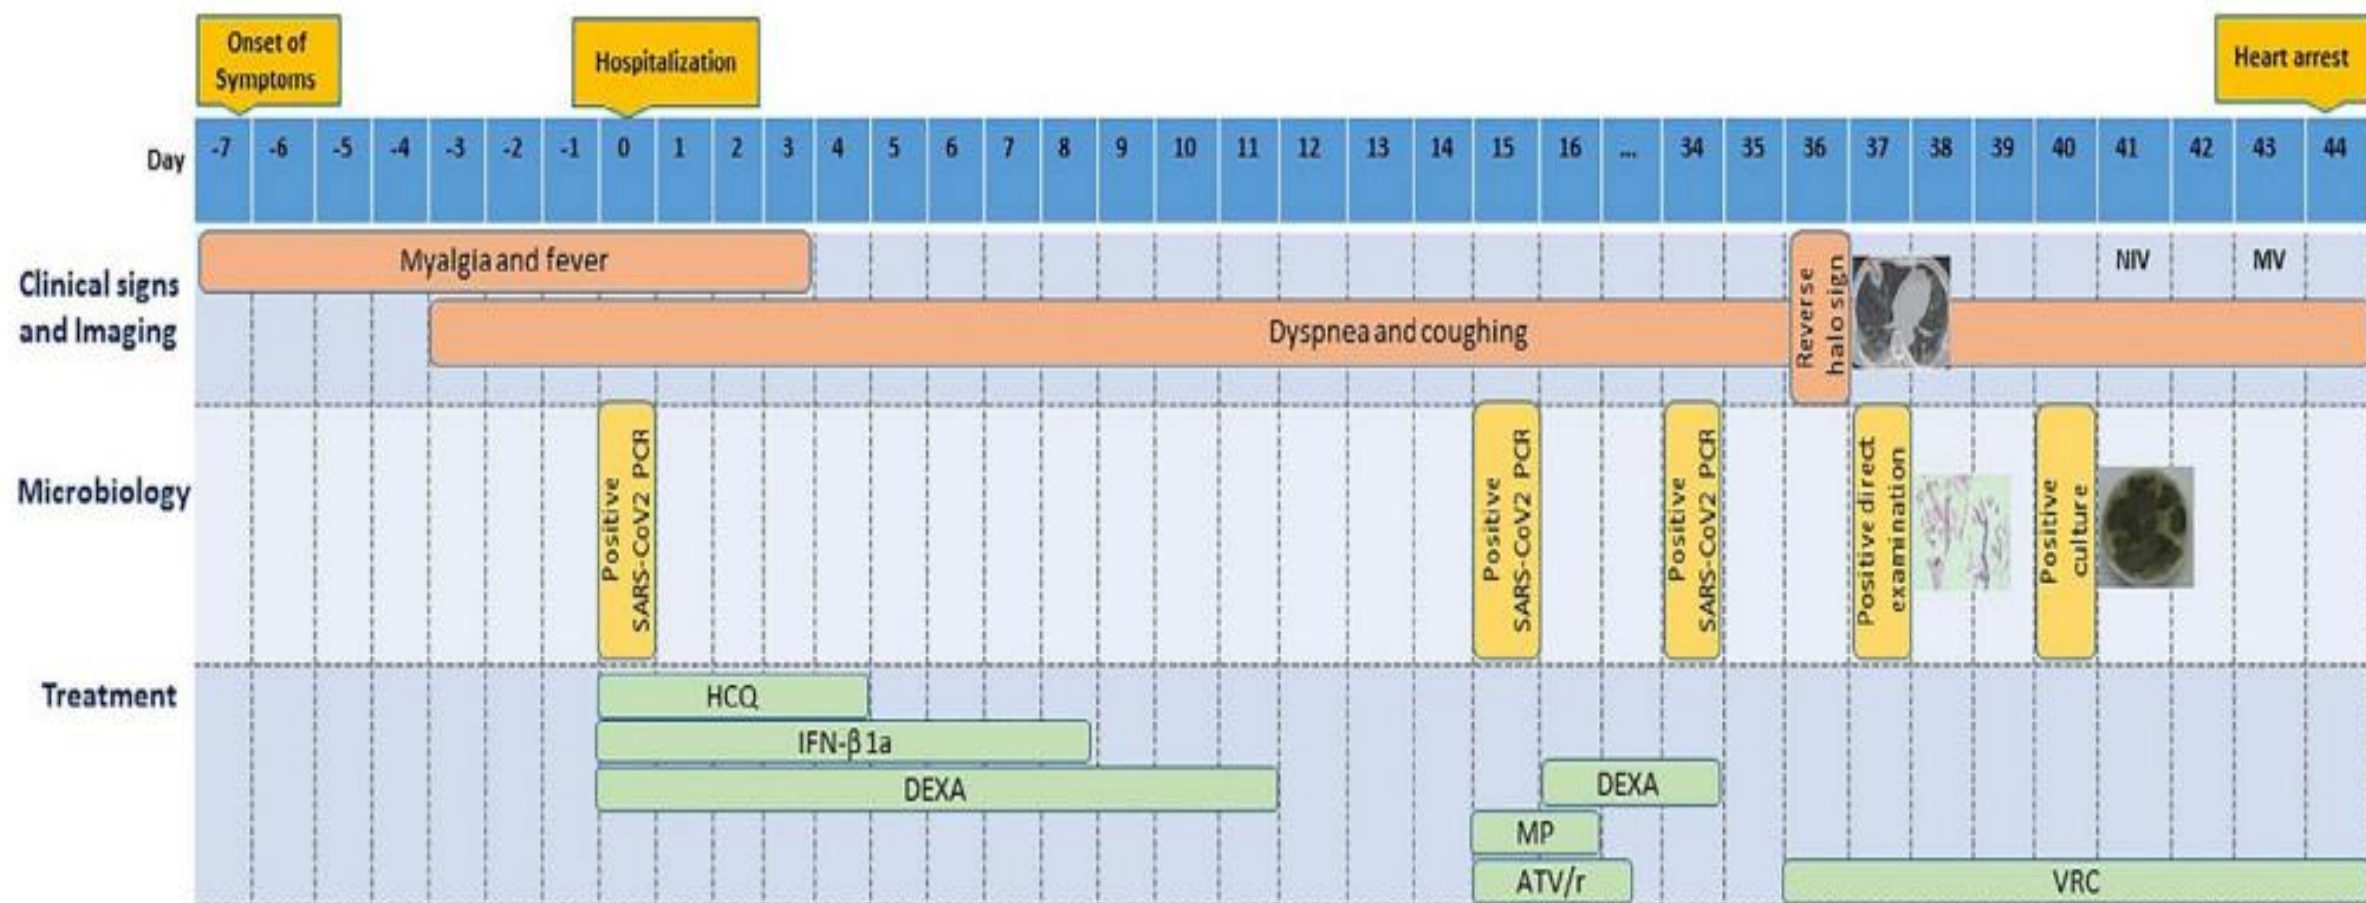 Onset of
Symptoms
Hospitalization
Heart arrest
Day -7 -6 -5 -4 -3 -2 -1 0 1 2 3 4 5 6 7 8 9 10 11 12 13 14 15 16 ... 34 35 36 37 38 39 40 41 42 43 44
Clinical signs
and Imaging
Myalgia and fever
Dyspnea and coughing
Reverse
halo sign
NIV
MV
Microbiology
Positive
SARS-CoV2 PCR
Positive
SARS-CoV2 PCR
Positive
SARS-CoV2 PCR
Positive direct
examination
Positive
culture
Treatment
HCQ
IFN-β 1a
DEXA
DEXA
MP
ATV/r
VRC